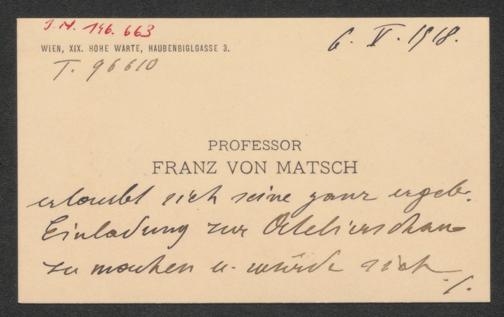 J.N. 146.663
WIEN, XIX. HOHE WARTE, HAUBENBIGLGASSE 3.
6. V. 1918.
T. 96610
PROFESSOR
FRANZ VON MATSCH
erlaubt sich seine ganz ergeb.
Einladung zur Atelierschau
zu machen u. würde sich
./.